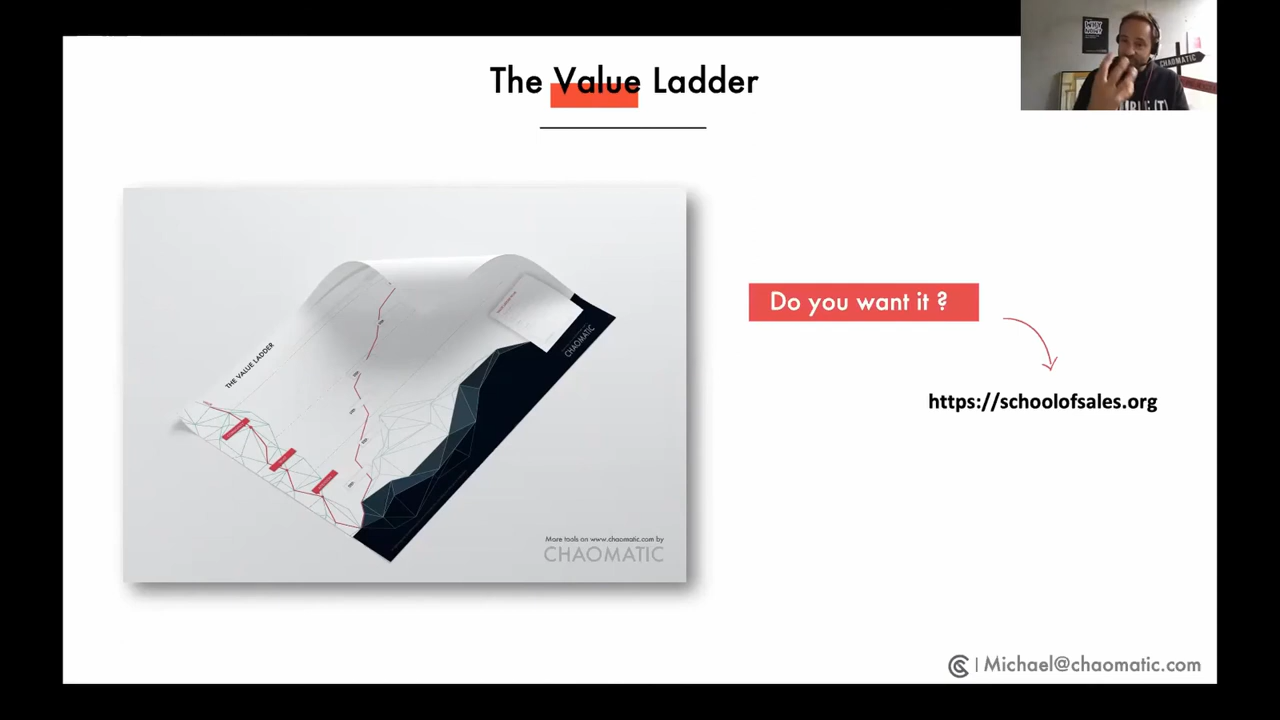 The Value Ladder
CHAOMATIC
THE VALUE LADDER
CHAOMATIC
Do you want it ?
https://schoolofsales.org
More tools on www.chaomatic.com by
CHAOMATIC
Michael@chaomatic.com